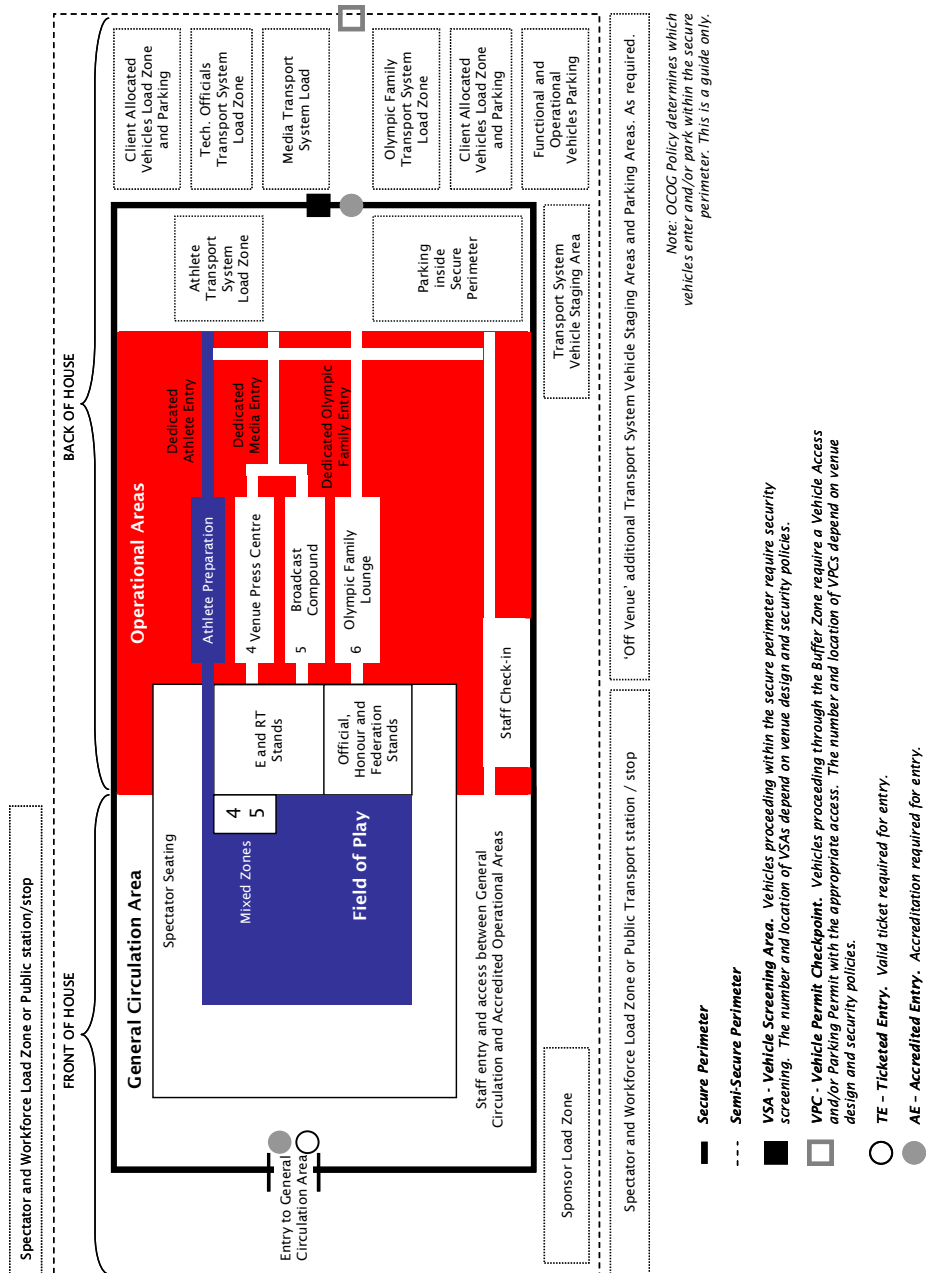 Spectator and Workforce Load Zone or Public station/stop
FRONT OF HOUSE
BACK OF HOUSE
General Circulation Area
Operational Areas
Spectator Seating
Mixed Zones
4
5
Field of Play
E and RT
Stands
Official,
Honour and
Federation
Stands
Athlete Preparation
4 Venue Press Centre
5
Broadcast
Compound
6
Olympic Family
Lounge
Dedicated
Athlete Entry
Dedicated
Media Entry
Dedicated Olympic
Family Entry
Staff Check-in
Staff entry and access between General
Circulation and Accredited Operational Areas
Entry to General
Circulation Area
Athlete
Transport
System
Load Zone
Parking
inside
Secure
Perimeter
Client Allocated
Vehicles Load Zone
and Parking
Tech. Officials
Transport System
Load Zone
Media Transport
System Load
Olympic Family
Transport System
Load Zone
Client Allocated
Vehicles Load Zone
and Parking
Functional and
Operational
Vehicles Parking
Sponsor Load Zone
Transport System
Vehicle Staging Area
Spectator and Workforce Load Zone or Public Transport station / stop
'Off Venue' additional Transport System Vehicle Staging Areas and Parking Areas. As required.
Note: OCOG Policy determines which
vehicles enter and/or park within the secure
perimeter. This is a guide only.
Secure Perimeter
Semi-Secure Perimeter
VSA - Vehicle Screening Area. Vehicles proceeding within the secure perimeter require security
screening. The number and location of VSAs depend on venue design and security policies.
VPC - Vehicle Permit Checkpoint. Vehicles proceeding through the Buffer Zone require a Vehicle Access
and/or Parking Permit with the appropriate access. The number and location of VPCs depend on venue
design and security policies.
TE – Ticketed Entry. Valid ticket required for entry.
AE – Accredited Entry. Accreditation required for entry.